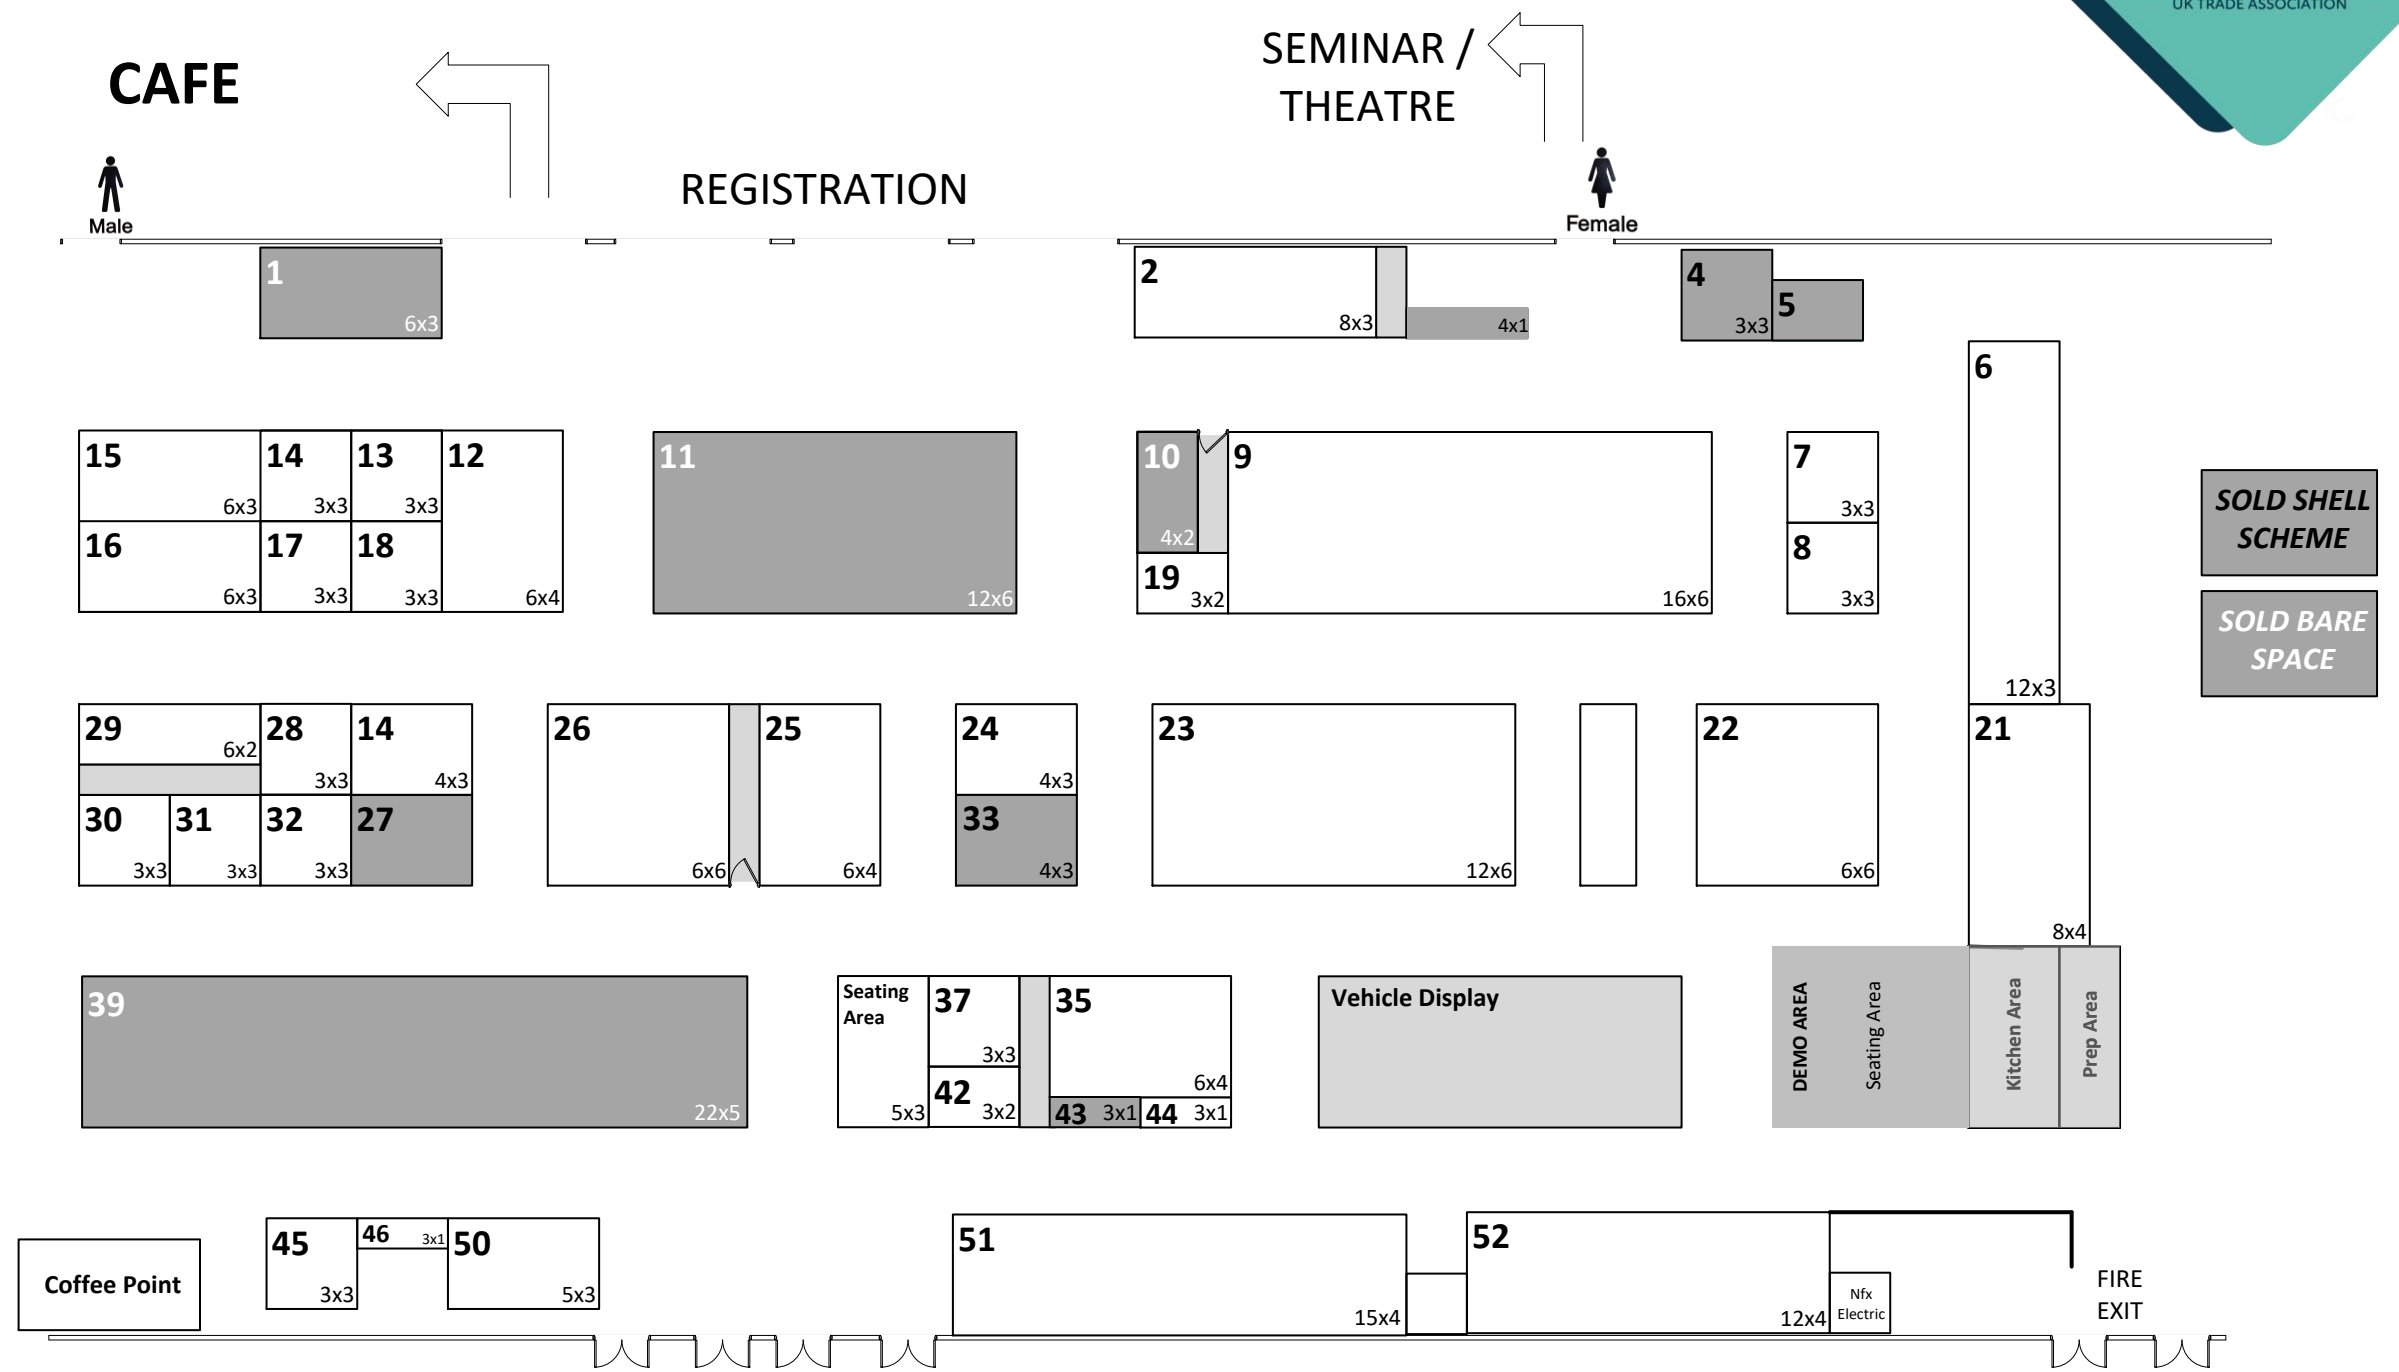 UK TRADE ASSOCIATION
CAFE
SEMINAR /
THEATRE
REGISTRATION
Male
Female
1
6x3
2
8x3
4x1
4
3x3
5
6
12x3
15
6x3
14
3x3
13
3x3
12
6x4
16
6x3
17
3x3
18
3x3
11
12x6
10
4x2
19
3x2
9
16x6
7
3x3
8
3x3
SOLD SHELL
SCHEME
SOLD BARE
SPACE
29
6x2
28
3x3
14
4x3
30
3x3
31
3x3
32
3x3
27
26
6x6
25
6x4
24
4x3
33
4x3
23
12x6
22
6x6
21
8x4
39
22x5
Seating
Area
5x3
37
3x3
42
3x2
35
6x4
43 3x1
44 3x1
Vehicle Display
DEMO AREA
Seating Area
Kitchen Area
Prep Area
Coffee Point
45
3x3
46 3x1
50
5x3
51
15x4
52
12x4
Nfx
Electric
FIRE
EXIT